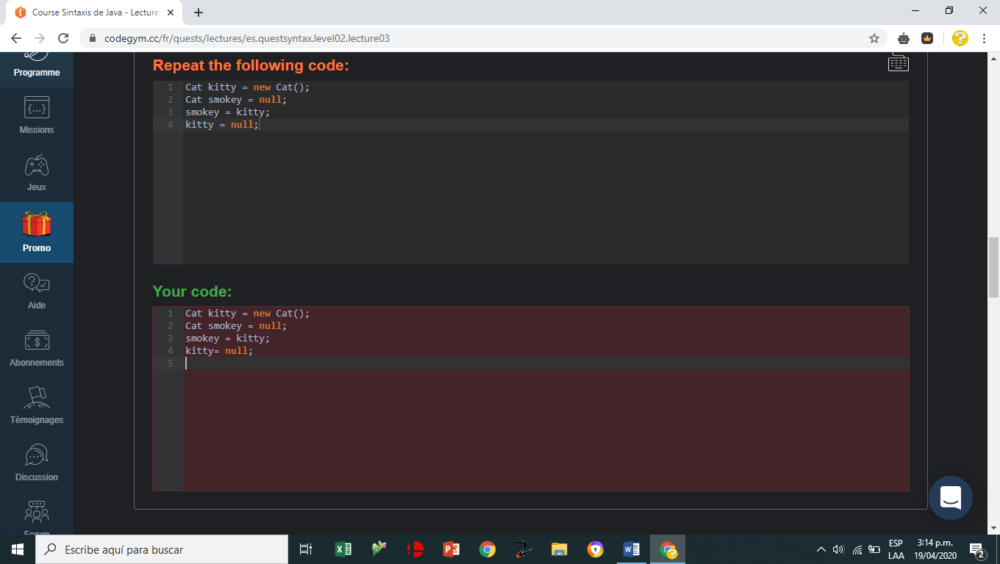 Course Sintaxis de Java - Lecture
codegym.cc/fr/quests/lectures/es.questsyntax.level02.lecture03
Programme
Missions
Jeux
Promo
Aide
Abonnements
Témoignages
Discussion
Forum
Repeat the following code:
1 Cat kitty = new Cat();
2 Cat smokey = null;
3 smokey = kitty;
4 kitty = null;
Your code:
1 Cat kitty = new Cat();
2 Cat smokey = null;
3 smokey = kitty;
4 kitty= null;
5
Escribe aquí para buscar
ESP
LAA
3:14 p.m.
19/04/2020
2